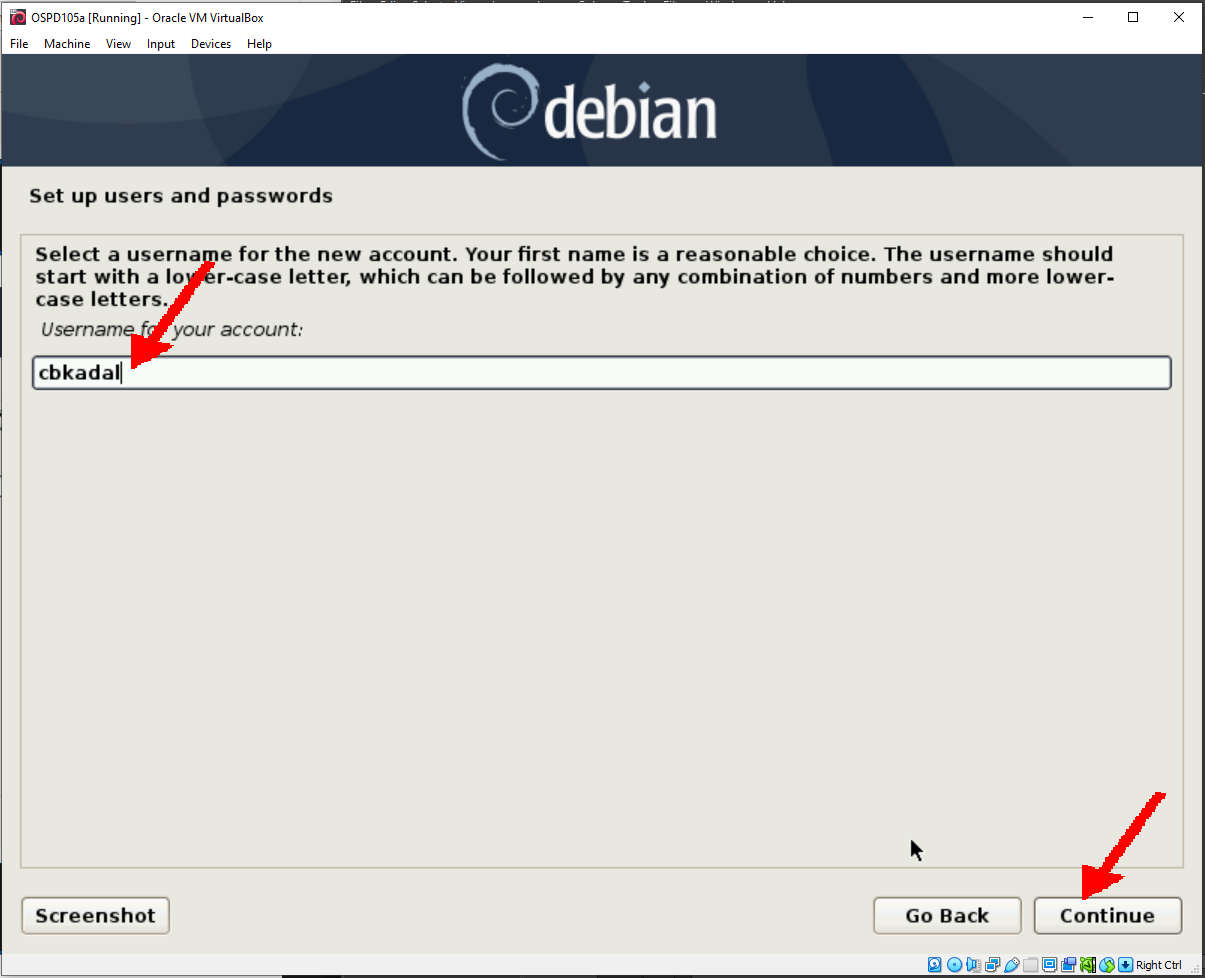 OSPD105a [Running] - Oracle VM VirtualBox
File Machine View Input Devices Help
debian
Set up users and passwords
Select a username for the new account. Your first name is a reasonable choice. The username should
start with a lower-case letter, which can be followed by any combination of numbers and more lower-
case letters.
Username for your account:
cbkadal
Screenshot
Go Back
Continue
Right Ctrl